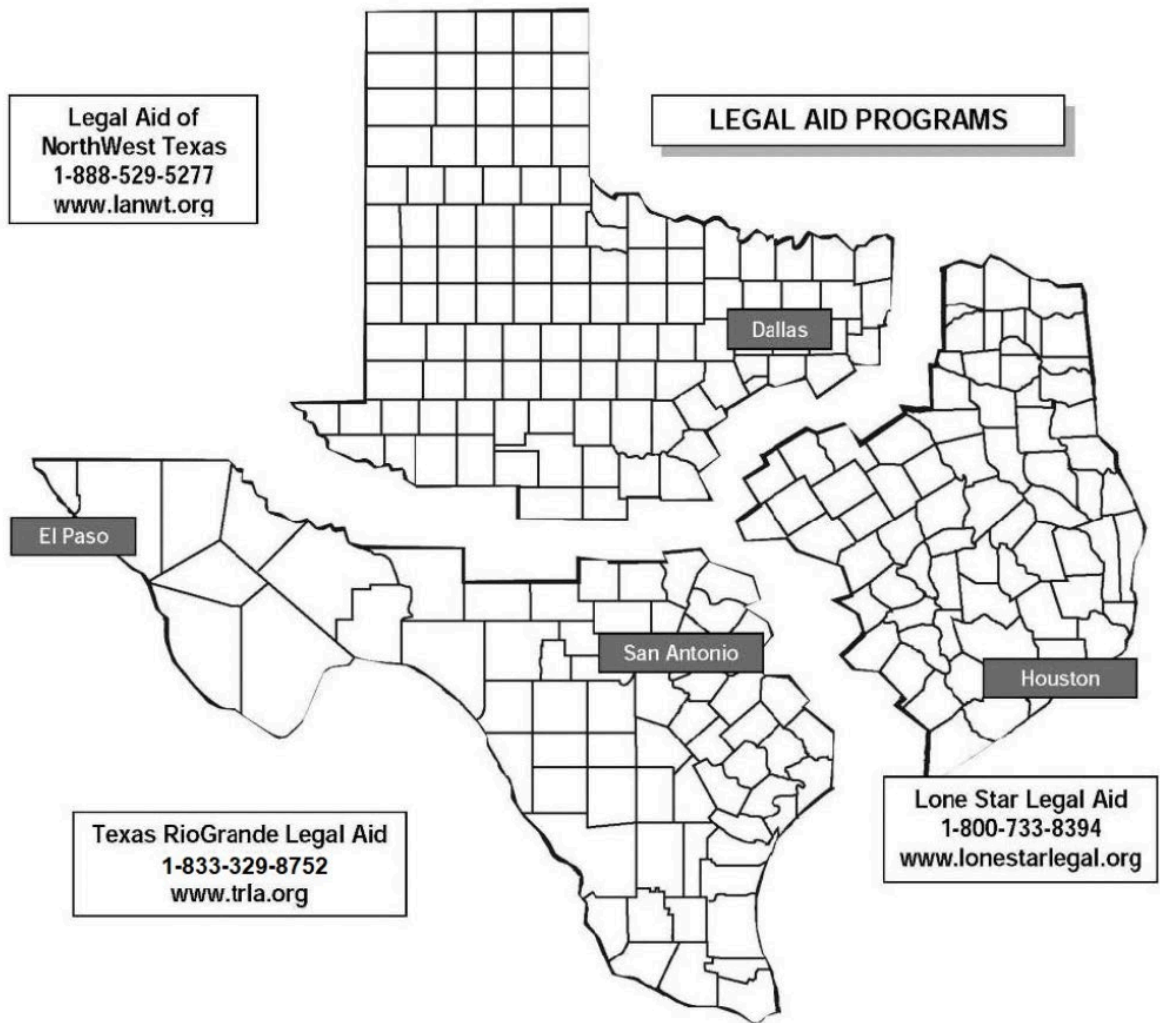 Legal Aid of
NorthWest Texas
1-888-529-5277
www.lanwt.org
LEGAL AID PROGRAMS
Dallas
El Paso
San Antonio
Houston
Texas RioGrande Legal Aid
1-833-329-8752
www.trla.org
Lone Star Legal Aid
1-800-733-8394
www.lonestarlegal.org